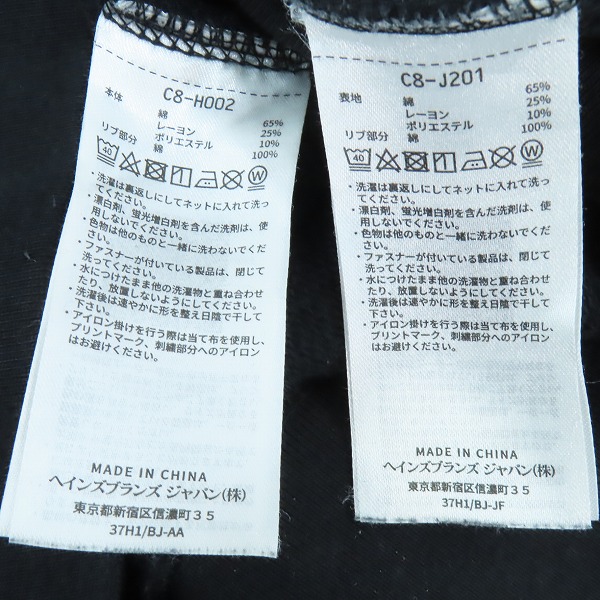 C8-H002
本体 綿 65%
レーヨン 25%
ポリエステル 10%
リブ部分 綿 100%
40
W
・洗濯は裏返しにしてネットに入れて洗っ
てください。
・漂白剤、蛍光増白剤を含んだ洗剤は、使
用しないでください。
・色物は他のものと一緒に洗わないでくだ
さい。
・ファスナーが付いている製品は、閉じて
洗ってください。
・水につけたまま他の洗濯物と重ね合わせ
たり、放置しないようにしてください。
・洗濯後は速やかに形を整え日陰で干して
下さい。
・アイロン掛けを行う際は当て布を使用し、
プリントマーク、刺繍部分へのアイロン
はお避けください。
MADE IN CHINA
ヘインズブランズ ジャパン(株)
東京都新宿区信濃町35
37H1/BJ-AA
C8-J201
表地 綿 65%
レーヨン 25%
ポリエステル 10%
リブ部分 綿 100%
40
W
・洗濯は裏返しにしてネットに入れて洗っ
てください。
・漂白剤、蛍光増白剤を含んだ洗剤は、使
用しないでください。
・色物は他のものと一緒に洗わないでくだ
さい。
・ファスナーが付いている製品は、閉じて
洗ってください。
・水につけたまま他の洗濯物と重ね合わせ
たり、放置しないようにしてください。
・洗濯後は速やかに形を整え日陰で干して
下さい。
・アイロン掛けを行う際は当て布を使用し、
プリントマーク、刺繍部分へのアイロン
はお避けください。
MADE IN CHINA
ヘインズブランズ ジャパン(株)
東京都新宿区信濃町35
37H1/BJ-JF